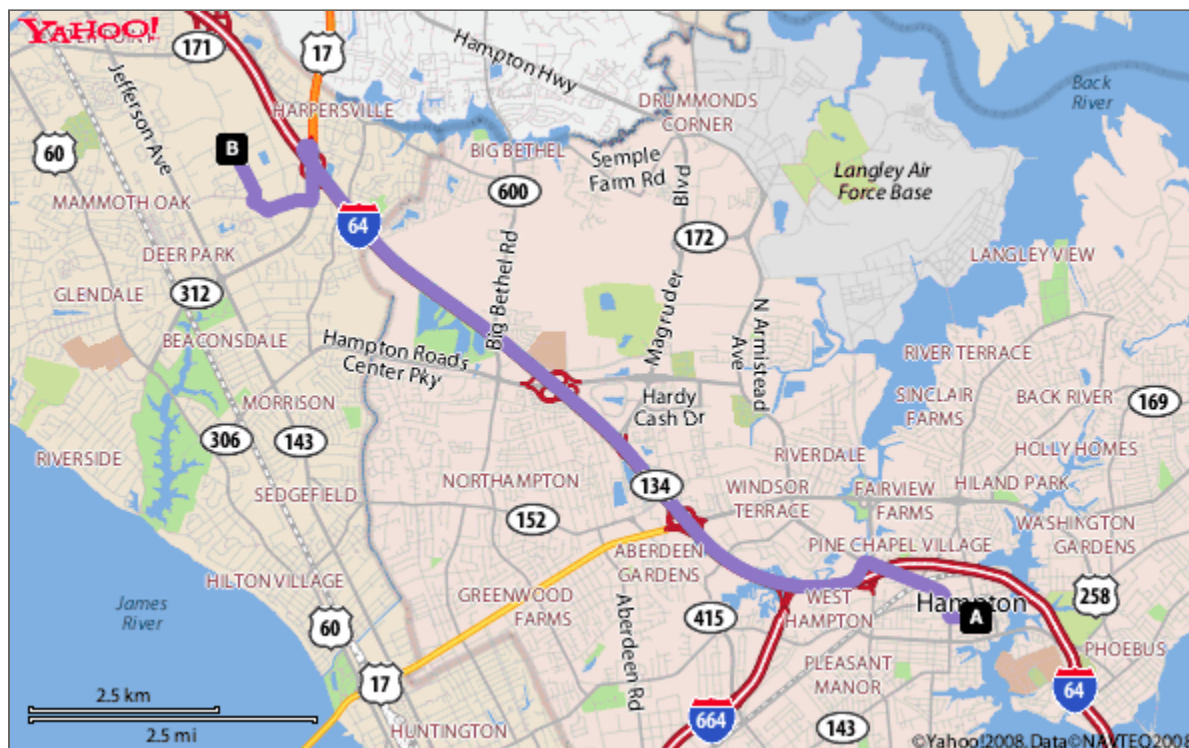 YAHOO!
171
17
Hampton Hwy
Back
River
Jefferson Ave
HARPERSVILLE
DRUMMONDS
CORNER
60
B
BIG BETHEL
Semple
Farm Rd
Blvd
Langley Air
Force Base
600
MAMMOTH OAK
64
172
DEER PARK
Big Bethel Rd
LANGLEY VIEW
312
GLENDALE
Magruder
N Armistead
Ave
BEACONSDALE
Hampton Roads
Center Pky
RIVER TERRACE
SINCLAIR
FARMS
BACK RIVER
169
MORRISON
Hardy
Cash Dr
306
143
HOLLY HOMES
RIVERSIDE
RIVERDALE
SEDGEFIELD
NORTHAMPTON
134
WINDSOR
TERRACE
FAIRVIEW
FARMS
HILAND PARK
152
WASHINGTON
GARDENS
PINE CHAPEL VILLAGE
ABERDEEN
GARDENS
HILTON VILLAGE
GREENWOOD
FARMS
WEST
HAMPTON
Hampton
A
258
James
River
60
Aberdeen Rd
415
PHOEBUS
PLEASANT
MANOR
17
64
2.5 km
664
143
HUNTINGTON
2.5 mi
©Yahoo!2008, Data©NAVTEQ2008